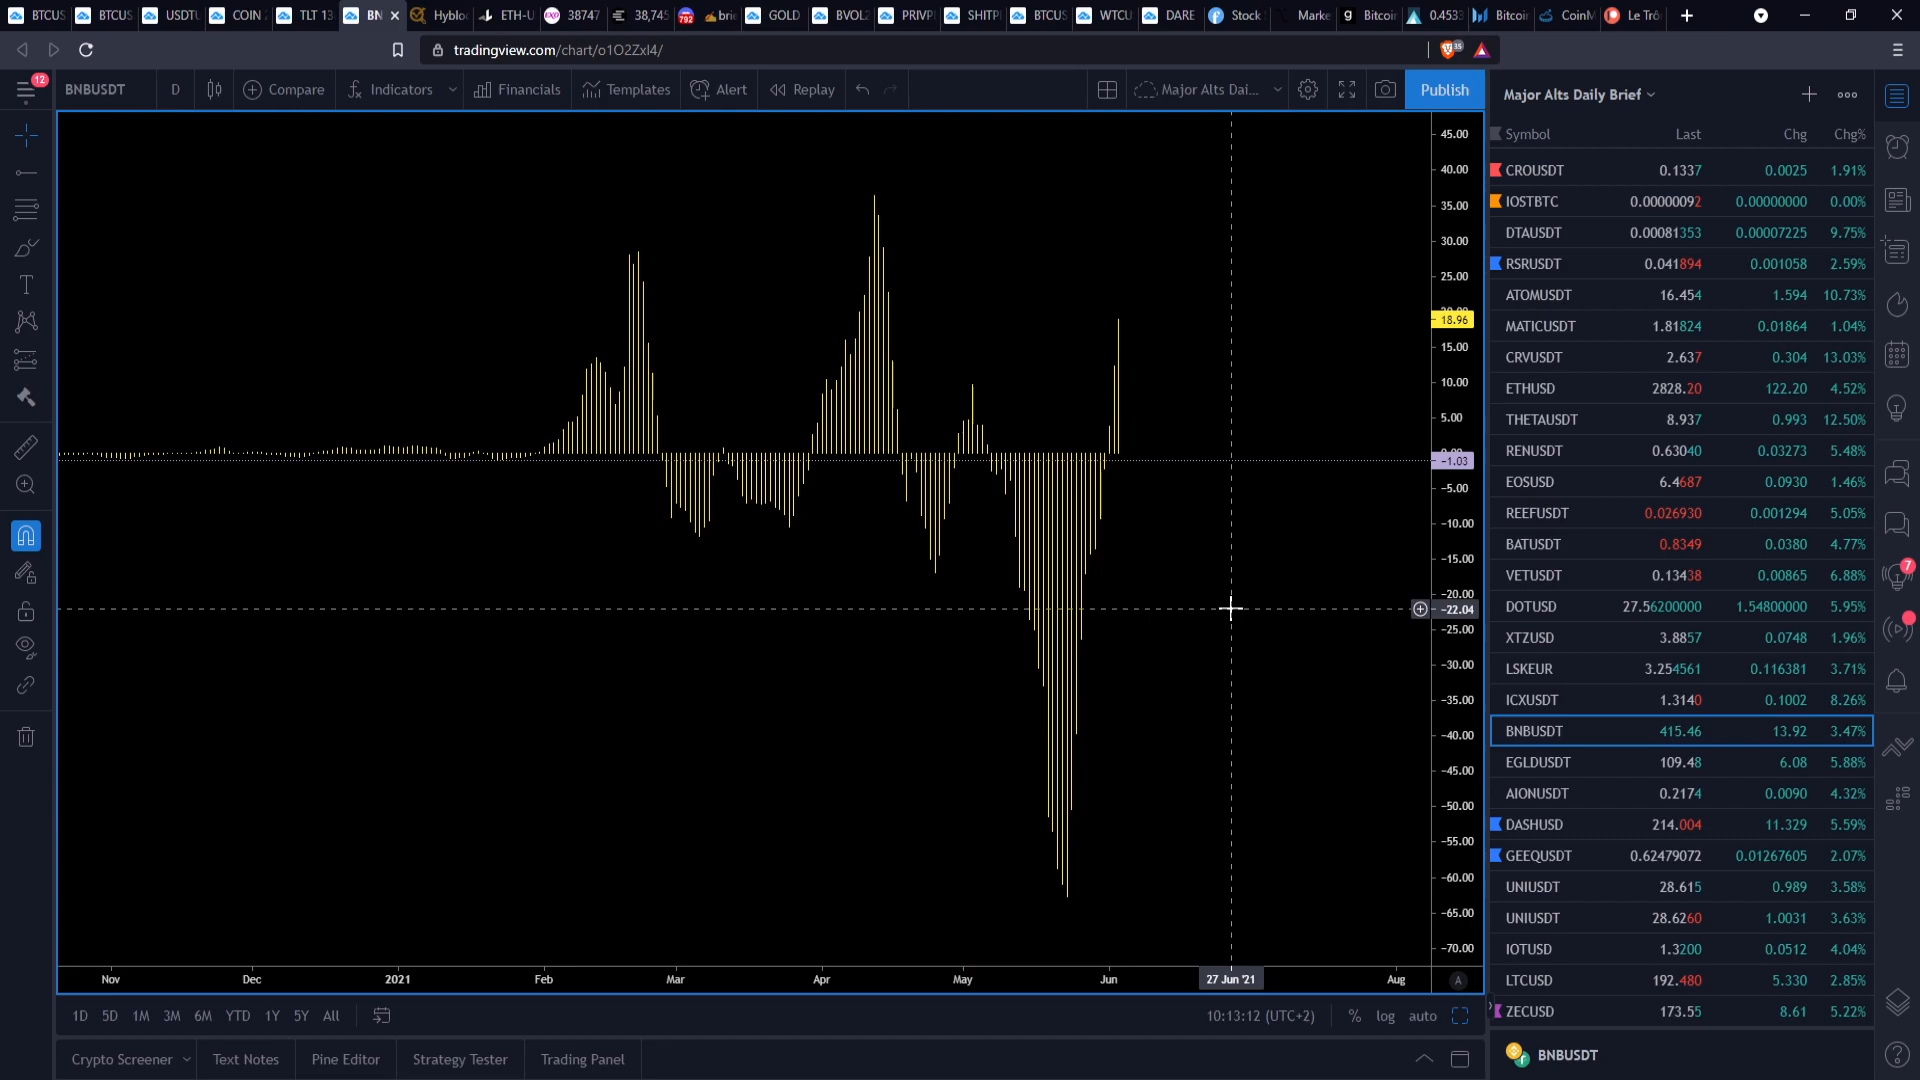 BTCUS BTCUS USDTU COIN TLT 13 BN Hyblo ETH-U 38747 38,745 792 brie GOLD BVOL2 PRIVPI SHITPI BTCUS WTCU DARE Stock Marke Bitcoi 0.4533 Bitcoi CoinM Le Trô
tradingview.com/chart/o1O2ZxI4/ 35
12 BNBUSDT D Compare Indicators Financials Templates Alert Replay Major Alts Dai... Publish
Major Alts Daily Brief
Symbol Last Chg Chg%
CROUSDT 0.1337 0.0025 1.91%
IOSTBTC 0.00000092 0.00000000 0.00%
DTAUSDT 0.00081353 0.00007225 9.75%
RSRUSDT 0.041894 0.001058 2.59%
ATOMUSDT 16.454 1.594 10.73%
MATICUSDT 1.81824 0.01864 1.04%
CRVUSDT 2.637 0.304 13.03%
ETHUSD 2828.20 122.20 4.52%
THETAUSDT 8.937 0.993 12.50%
RENUSDT 0.63040 0.03273 5.48%
EOSUSD 6.4687 0.0930 1.46%
REEFUSDT 0.026930 0.001294 5.05%
BATUSDT 0.8349 0.0380 4.77%
VETUSDT 0.13438 0.00865 6.88%
DOTUSD 27.56200000 1.54800000 5.95%
XTZUSD 3.8857 0.0748 1.96%
LSKEUR 3.254561 0.116381 3.71%
ICXUSDT 1.3140 0.1002 8.26%
BNBUSDT 415.46 13.92 3.47%
EGLDUSDT 109.48 6.08 5.88%
AIONUSDT 0.2174 0.0090 4.32%
DASHUSD 214.004 11.329 5.59%
GEEQUSDT 0.62479072 0.01267605 2.07%
UNIUSDT 28.615 0.989 3.58%
UNIUSDT 28.6260 1.0031 3.63%
IOTUSD 1.3200 0.0512 4.04%
LTCUSD 192.480 5.330 2.85%
ZECUSD 173.55 8.61 5.22%
BNBUSDT
45.00
40.00
35.00
30.00
25.00
18.96
15.00
10.00
5.00
-1.03
-5.00
-10.00
-15.00
-20.00
-22.04
-25.00
-30.00
-35.00
-40.00
-45.00
-50.00
-55.00
-60.00
-65.00
-70.00
7
Nov Dec 2021 Feb Mar Apr May Jun 27 Jun '21 Aug A
1D 5D 1M 3M 6M YTD 1Y 5Y All 10:13:12 (UTC+2) % log auto
Crypto Screener Text Notes Pine Editor Strategy Tester Trading Panel